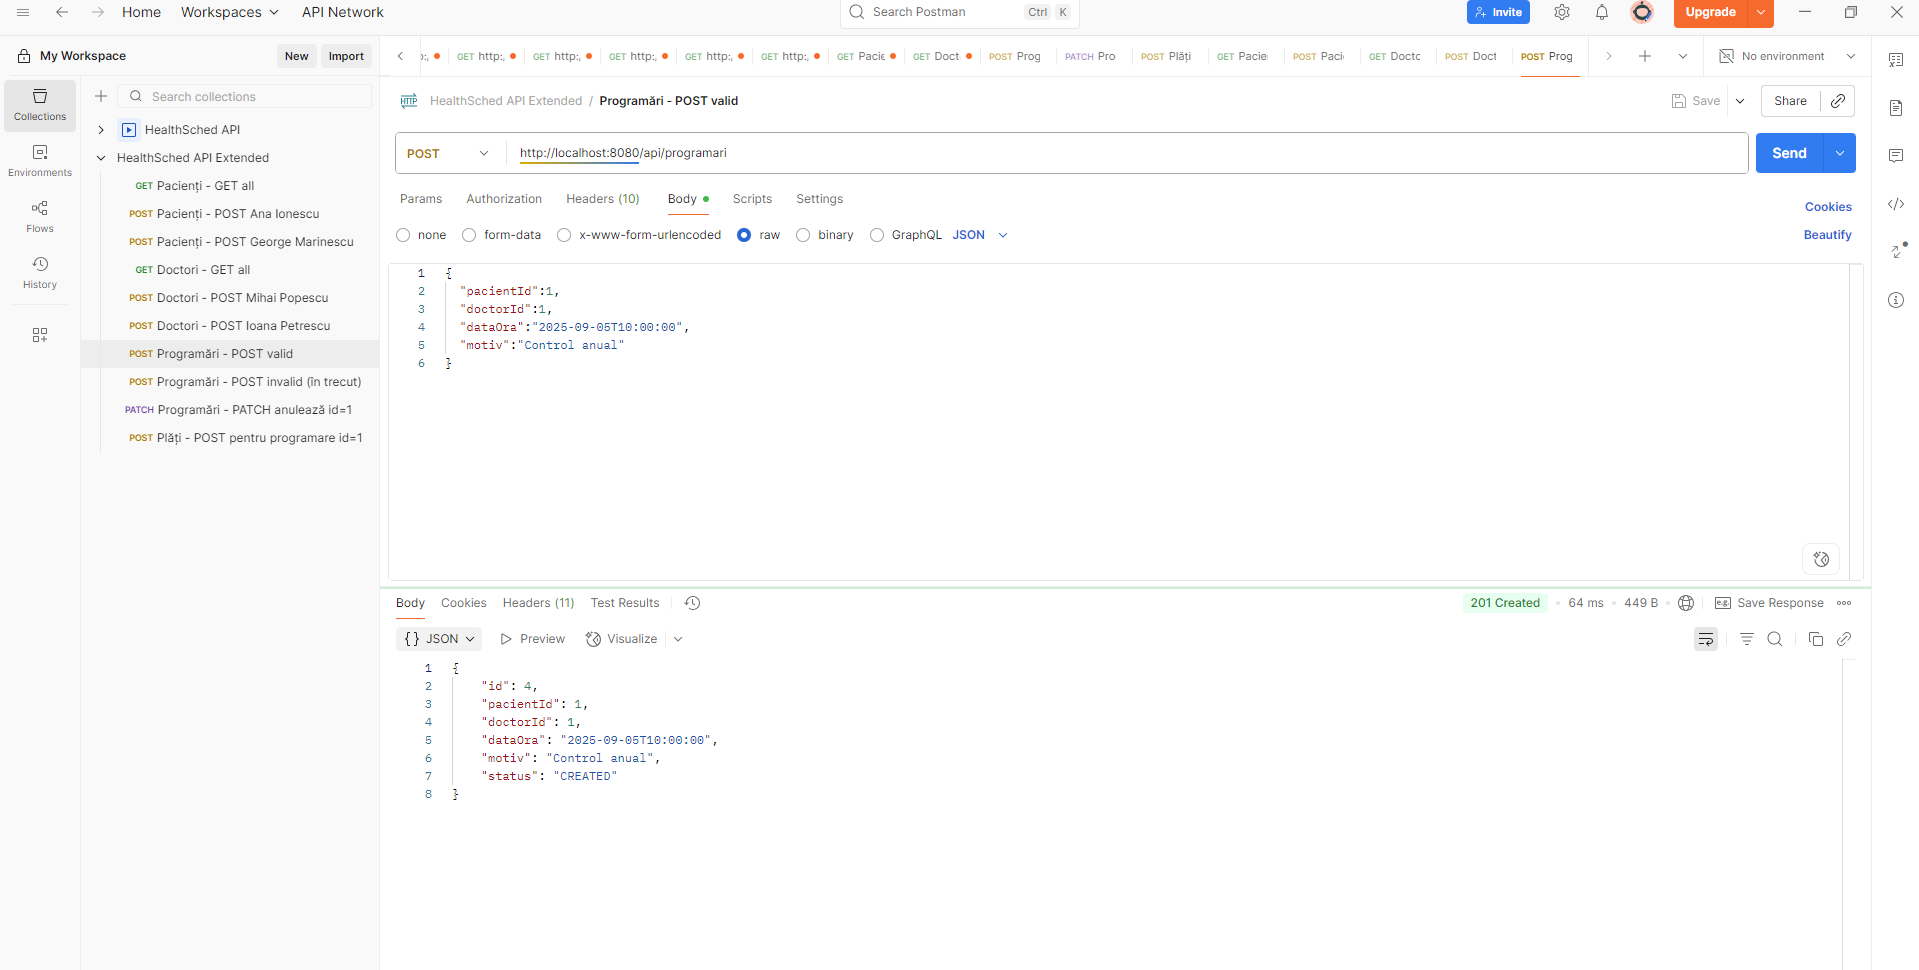 Home Workspaces API Network Search Postman Ctrl K Invite Upgrade
My Workspace New Import
GET http:, GET http:, GET http:, GET http:, GET http:, GET Pacie GET Doct POST Prog PATCH Pro POST Plăți GET Pacie POST Paci GET Docto POST Doct POST Prog No environment
Collections
Environments
Flows
History
Search collections
HealthSched API
HealthSched API Extended
GET Pacienți - GET all
POST Pacienți - POST Ana Ionescu
POST Pacienți - POST George Marinescu
GET Doctori - GET all
POST Doctori - POST Mihai Popescu
POST Doctori - POST Ioana Petrescu
POST Programări - POST valid
POST Programări - POST invalid (în trecut)
PATCH Programări - PATCH anulează id=1
POST Plăți - POST pentru programare id=1
HTTP HealthSched API Extended / Programări - POST valid Save Share
POST http://localhost:8080/api/programari Send
Params Authorization Headers (10) Body Scripts Settings Cookies
none form-data x-www-form-urlencoded raw binary GraphQL JSON Beautify
1 {
2 "pacientId":1,
3 "doctorId":1,
4 "dataOra":"2025-09-05T10:00:00",
5 "motiv":"Control anual"
6 }
Body Cookies Headers (11) Test Results 201 Created • 64 ms • 449 B • e.g. Save Response
{} JSON Preview Visualize
1 {
2 "id": 4,
3 "pacientId": 1,
4 "doctorId": 1,
5 "dataOra": "2025-09-05T10:00:00",
6 "motiv": "Control anual",
7 "status": "CREATED"
8 }